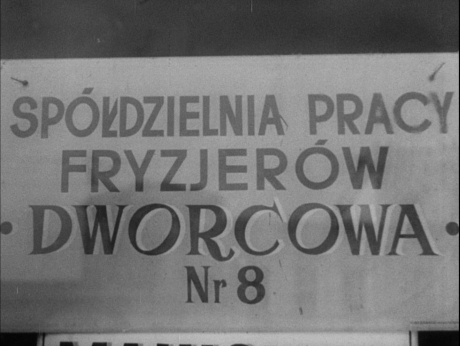 SPÓŁDZIELNIA PRACY
FRYZJERÓW
• DWORCOWA •
Nr 8